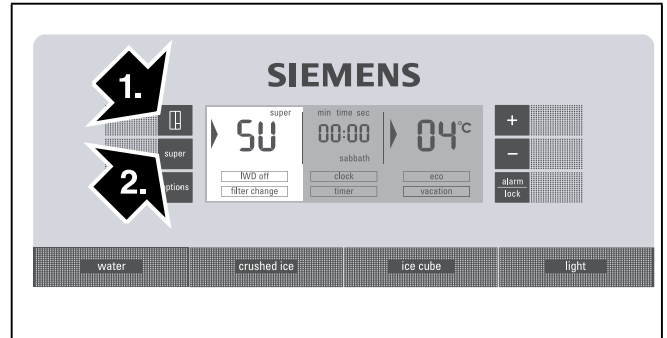 1.
SIEMENS
super
SU
min time sec
00:00
sabbath
04°C
+
super
−
2.
options
IWD off
clock
eco
filter change
timer
vacation
alarm
lock
water
crushed ice
ice cube
light